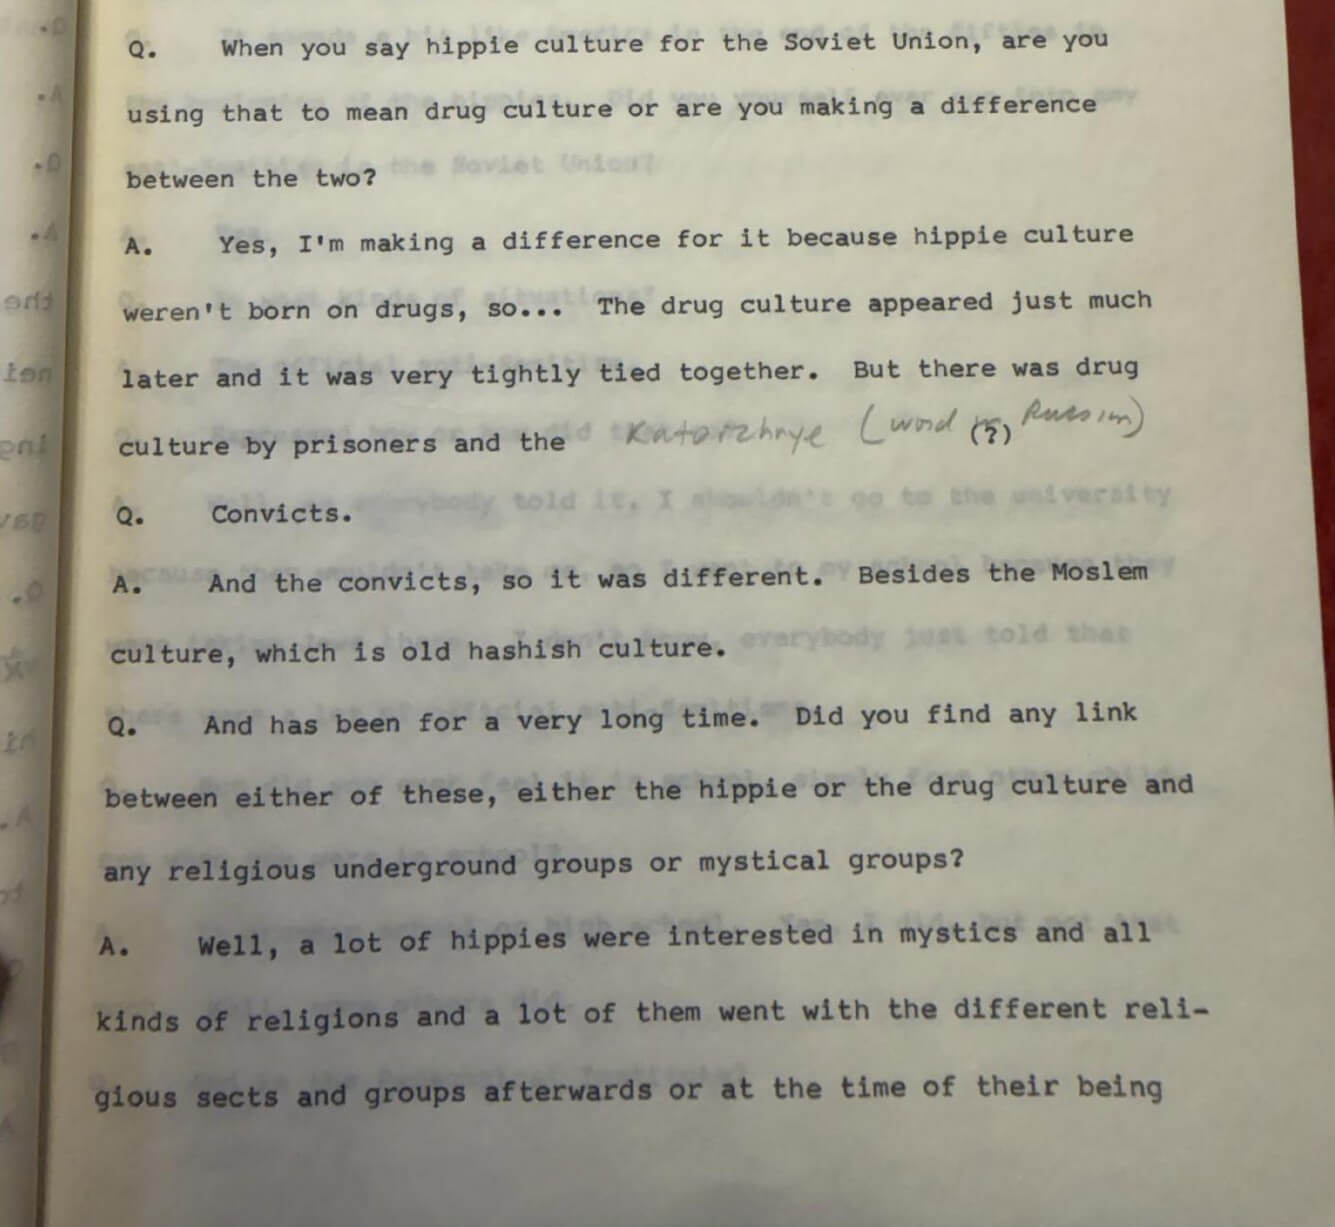 Q. When you say hippie culture for the Soviet Union, are you
using that to mean drug culture or are you making a difference
between the two?
A. Yes, I'm making a difference for it because hippie culture
weren't born on drugs, so... The drug culture appeared just much
later and it was very tightly tied together. But there was drug
culture by prisoners and the Katorzhnye (word (?) Russian)
Q. Convicts.
A. And the convicts, so it was different. Besides the Moslem
culture, which is old hashish culture.
Q. And has been for a very long time. Did you find any link
between either of these, either the hippie or the drug culture and
any religious underground groups or mystical groups?
A. Well, a lot of hippies were interested in mystics and all
kinds of religions and a lot of them went with the different reli-
gious sects and groups afterwards or at the time of their being